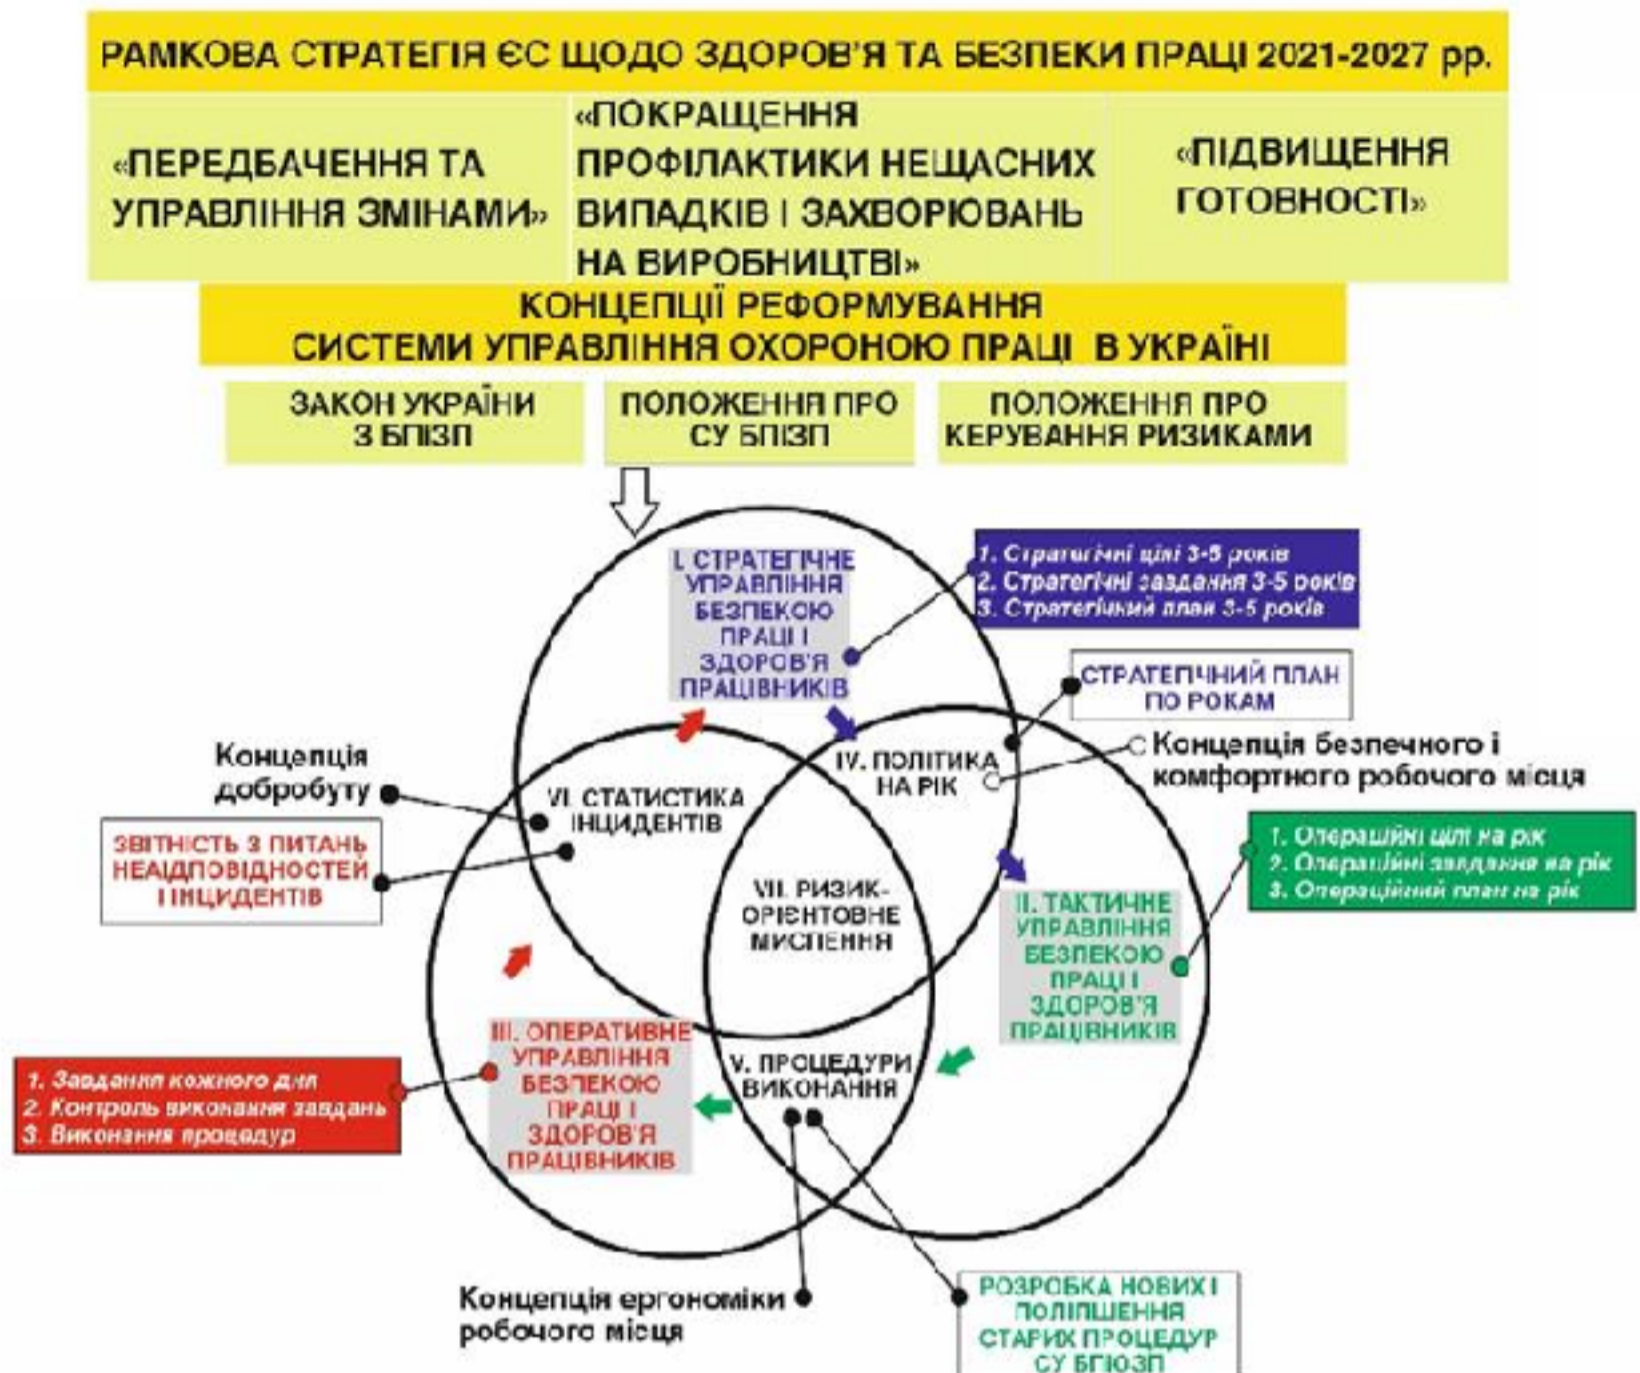 РАМКОВА СТРАТЕГІЯ ЄС ЩОДО ЗДОРОВ'Я ТА БЕЗПЕКИ ПРАЦІ 2021-2027 рр.
«ПЕРЕДБАЧЕННЯ ТА
УПРАВЛІННЯ ЗМІНАМИ»
«ПОКРАЩЕННЯ
ПРОФІЛАКТИКИ НЕЩАСНИХ
ВИПАДКІВ І ЗАХВОРЮВАНЬ
НА ВИРОБНИЦТВІ»
«ПІДВИЩЕННЯ
ГОТОВНОСТІ»
КОНЦЕПЦІЇ РЕФОРМУВАННЯ
СИСТЕМИ УПРАВЛІННЯ ОХОРОНОЮ ПРАЦІ В УКРАЇНІ
ЗАКОН УКРАЇНИ
З БПІЗП
ПОЛОЖЕННЯ ПРО
СУ БПІЗП
ПОЛОЖЕННЯ ПРО
КЕРУВАННЯ РИЗИКАМИ
І. СТРАТЕГІЧНЕ
УПРАВЛІННЯ
БЕЗПЕКОЮ
ПРАЦІ І
ЗДОРОВ'Я
ПРАЦІВНИКІВ
1. Стратегічні цілі 3-5 років
2. Стратегічні завдання 3-5 років
3. Стратегічний план 3-5 років
СТРАТЕГІЧНИЙ ПЛАН
ПО РОКАМ
Концепція безпечного і
комфортного робочого місця
IV. ПОЛІТИКА
НА РІК
Концепція
добробуту
VI. СТАТИСТИКА
ІНЦИДЕНТІВ
ЗВІТНІСТЬ З ПИТАНЬ
НЕАІДПОВІДНОСТЕЙ
І ІНЦИДЕНТІВ
1. Операційні цілі на рік
2. Операційні завдання на рік
3. Операційний план на рік
VII. РИЗИК-
ОРІЄНТОВНЕ
МИСЛЕННЯ
ІІ. ТАКТИЧНЕ
УПРАВЛІННЯ
БЕЗПЕКОЮ
ПРАЦІ І
ЗДОРОВ'Я
ПРАЦІВНИКІВ
ІІІ. ОПЕРАТИВНЕ
УПРАВЛІННЯ
БЕЗПЕКОЮ
ПРАЦІ І
ЗДОРОВ'Я
ПРАЦІВНИКІВ
V. ПРОЦЕДУРИ
ВИКОНАННЯ
1. Завдання кожного дня
2. Контроль виконання завдань
3. Виконання процедур
Концепція ергономіки
робочого місця
РОЗРОБКА НОВИХ І
ПОЛІПШЕННЯ
СТАРИХ ПРОЦЕДУР
СУ БПЮЗП